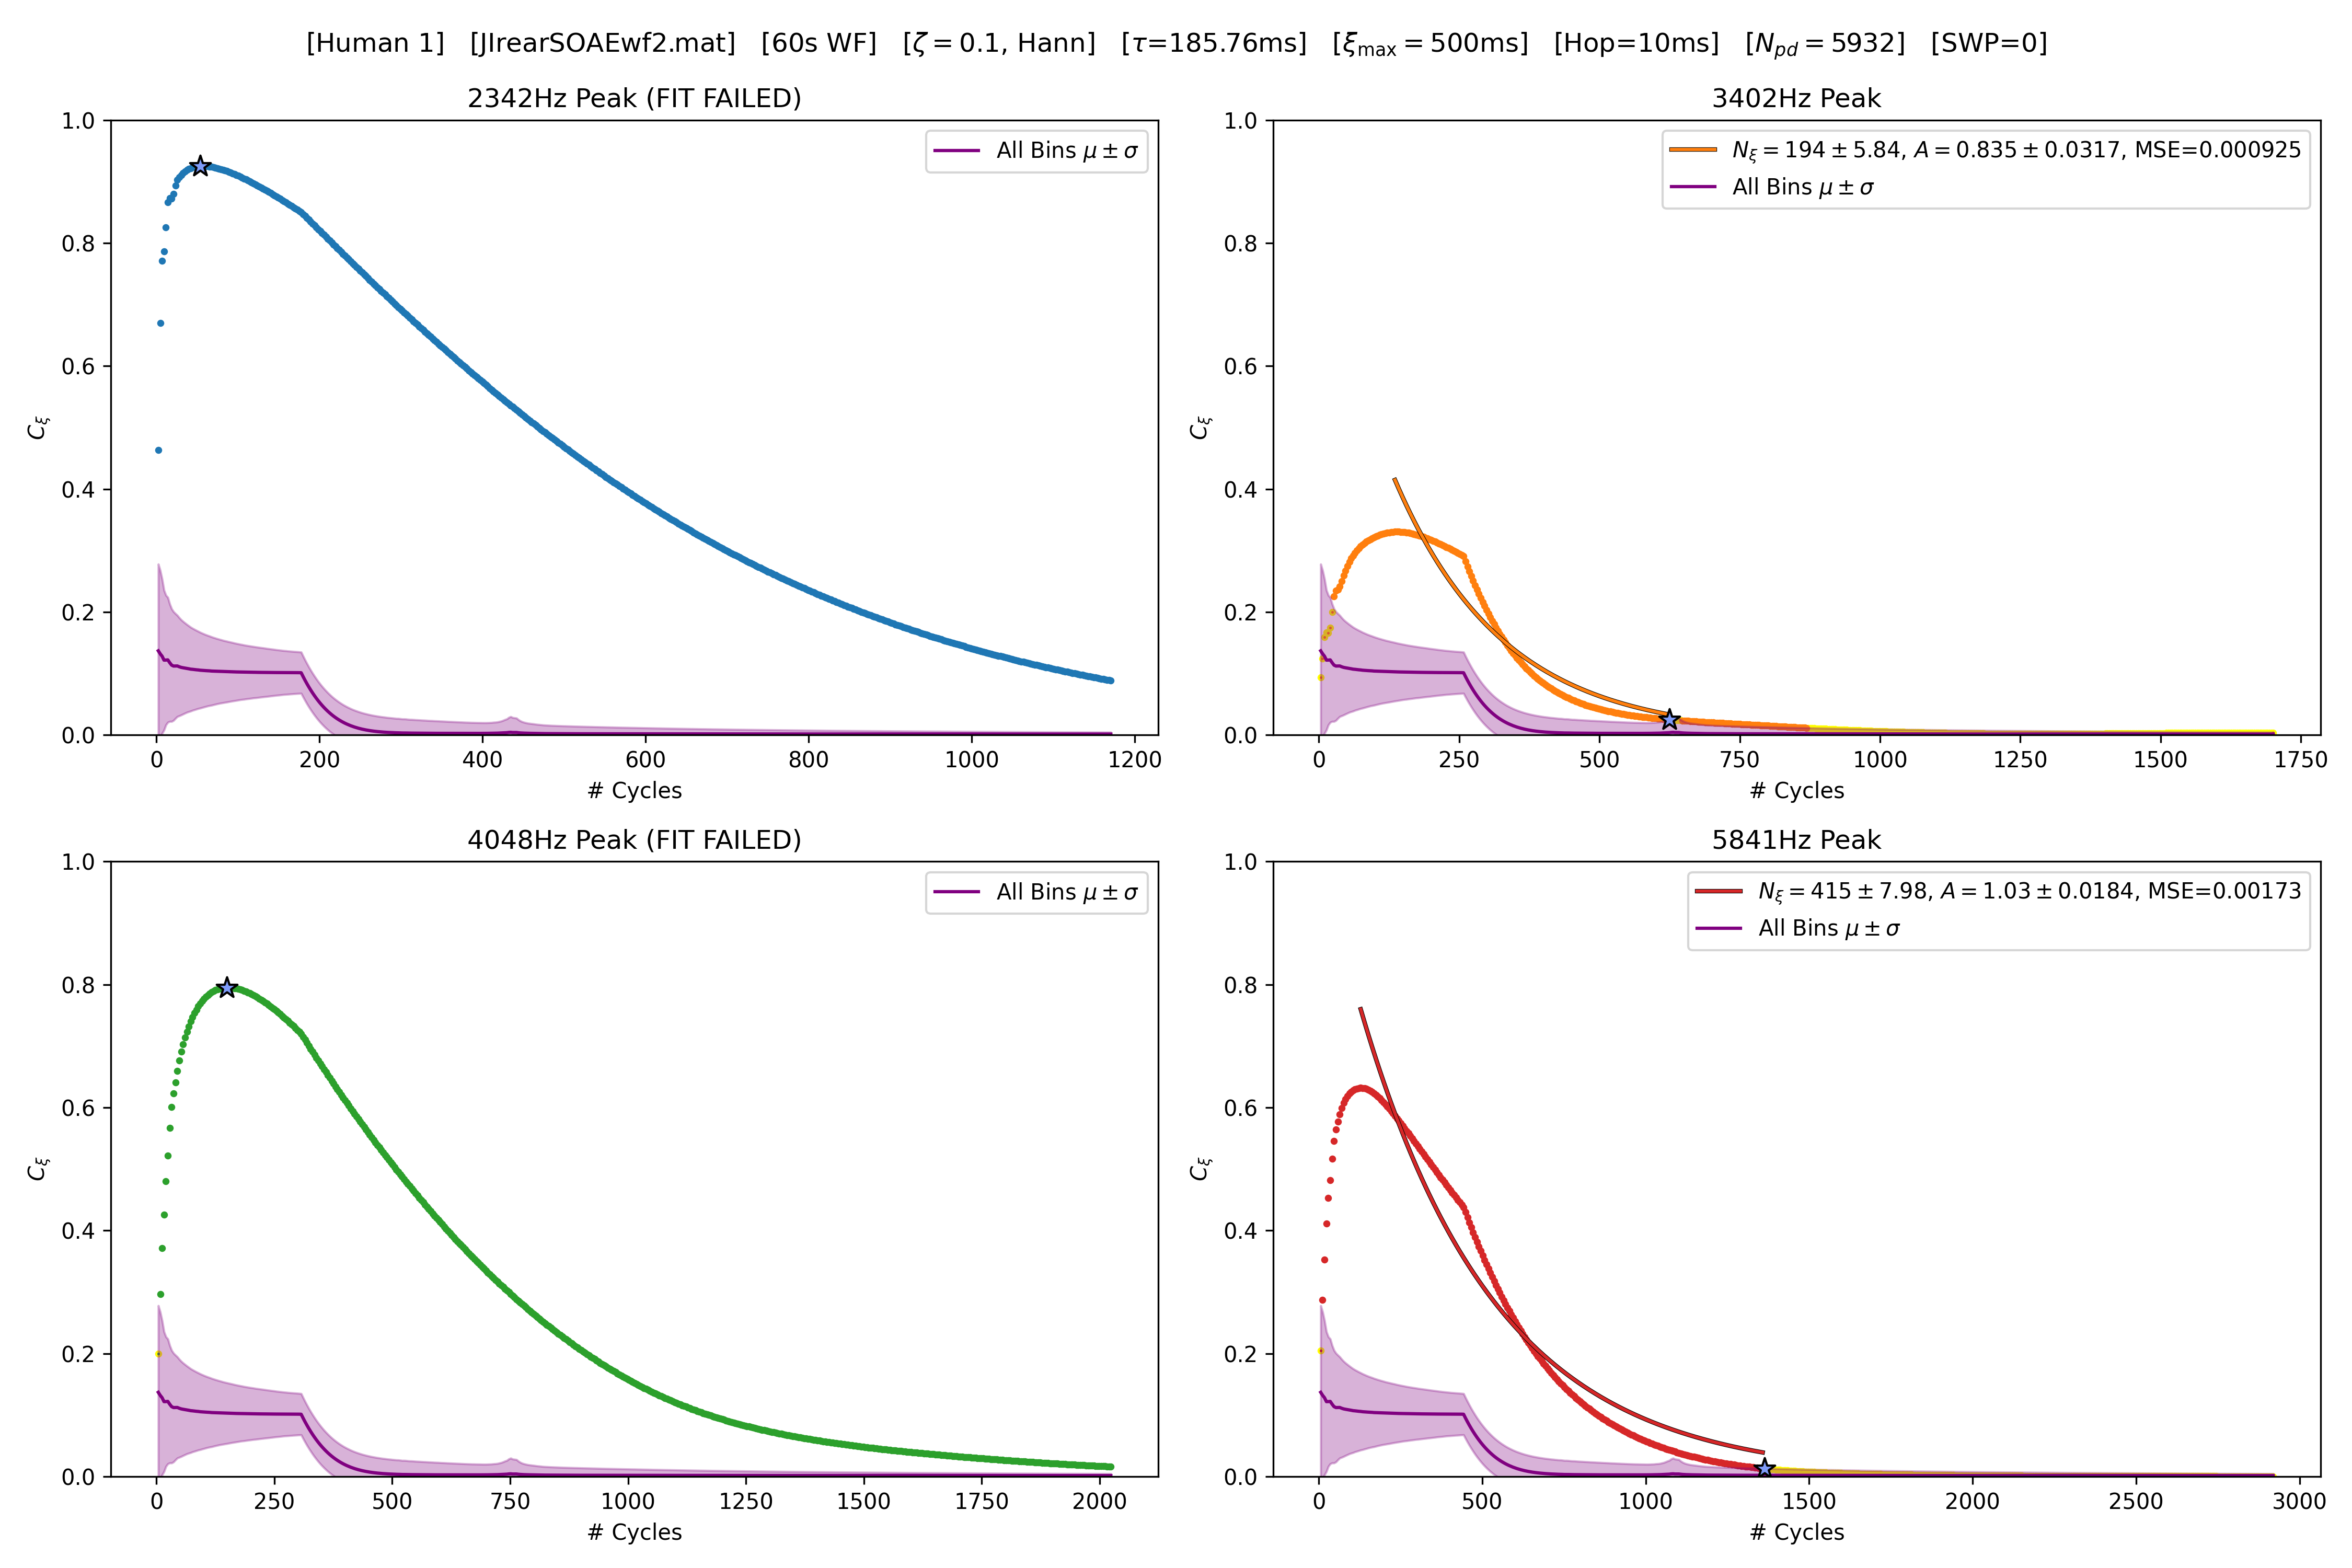 [Human 1] [JIrearSOAEwf2.mat] [60s WF] [ζ = 0.1, Hann] [τ=185.76ms] [ξmax = 500ms] [Hop=10ms] [Npd = 5932] [SWP=0]
2342Hz Peak (FIT FAILED)
1.0
0.8
0.6
0.4
0.2
0.0
Cξ
All Bins μ ± σ
0 200 400 600 800 1000 1200
# Cycles
3402Hz Peak
1.0
0.8
0.6
0.4
0.2
0.0
Cξ
Nξ = 194 ± 5.84, A = 0.835 ± 0.0317, MSE=0.000925
All Bins μ ± σ
0 250 500 750 1000 1250 1500 1750
# Cycles
4048Hz Peak (FIT FAILED)
1.0
0.8
0.6
0.4
0.2
0.0
Cξ
All Bins μ ± σ
0 250 500 750 1000 1250 1500 1750 2000
# Cycles
5841Hz Peak
1.0
0.8
0.6
0.4
0.2
0.0
Cξ
Nξ = 415 ± 7.98, A = 1.03 ± 0.0184, MSE=0.00173
All Bins μ ± σ
0 500 1000 1500 2000 2500 3000
# Cycles